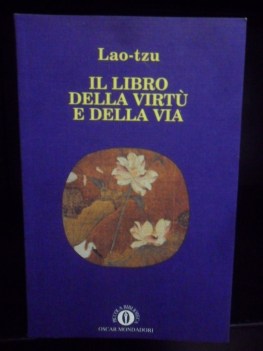 Lao-tzu
IL LIBRO
DELLA VIRTÙ
E DELLA VIA
OSCAR MONDADORI